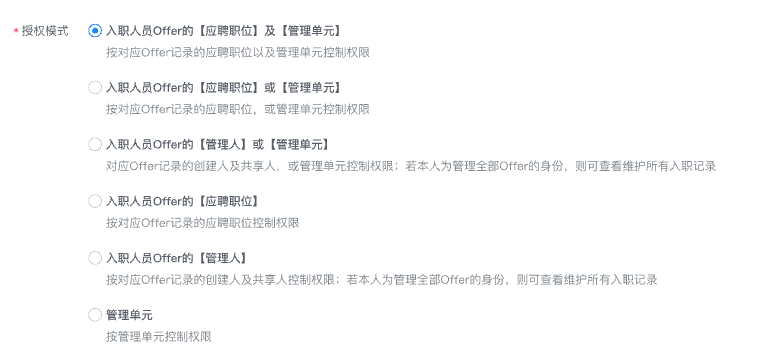 * 授权模式
入职人员Offer的【应聘职位】及【管理单元】
按对应Offer记录的应聘职位以及管理单元控制权限
入职人员Offer的【应聘职位】或【管理单元】
按对应Offer记录的应聘职位，或管理单元控制权限
入职人员Offer的【管理人】或【管理单元】
对应Offer记录的创建人及共享人，或管理单元控制权限；若本人为管理全部Offer的身份，则可查看维护所有入职记录
入职人员Offer的【应聘职位】
按对应Offer记录的应聘职位控制权限
入职人员Offer的【管理人】
按对应Offer记录的创建人及共享人控制权限；若本人为管理全部Offer的身份，则可查看维护所有入职记录
管理单元
按管理单元控制权限